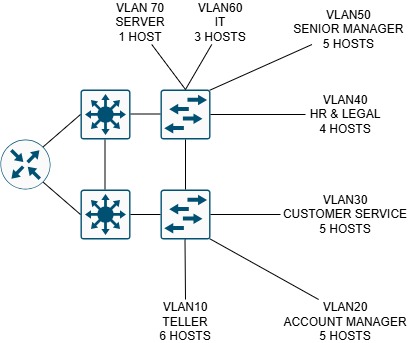 VLAN 70
SERVER
1 HOST
VLAN60
IT
3 HOSTS
VLAN50
SENIOR MANAGER
5 HOSTS
VLAN40
HR & LEGAL
4 HOSTS
VLAN30
CUSTOMER SERVICE
5 HOSTS
VLAN10
TELLER
6 HOSTS
VLAN20
ACCOUNT MANAGER
5 HOSTS